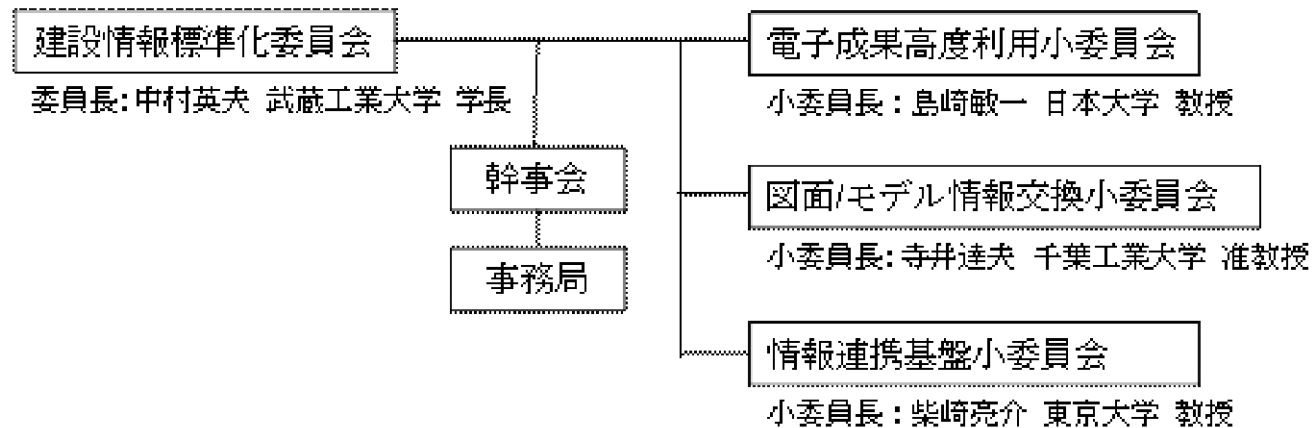 建設情報標準化委員会
委員長:中村英夫 武蔵工業大学 学長
幹事会
事務局
電子成果高度利用小委員会
小委員長:島崎敏一 日本大学 教授
図面/モデル情報交換小委員会
小委員長:寺井達夫 千葉工業大学 准教授
情報連携基盤小委員会
小委員長:柴崎亮介 東京大学 教授